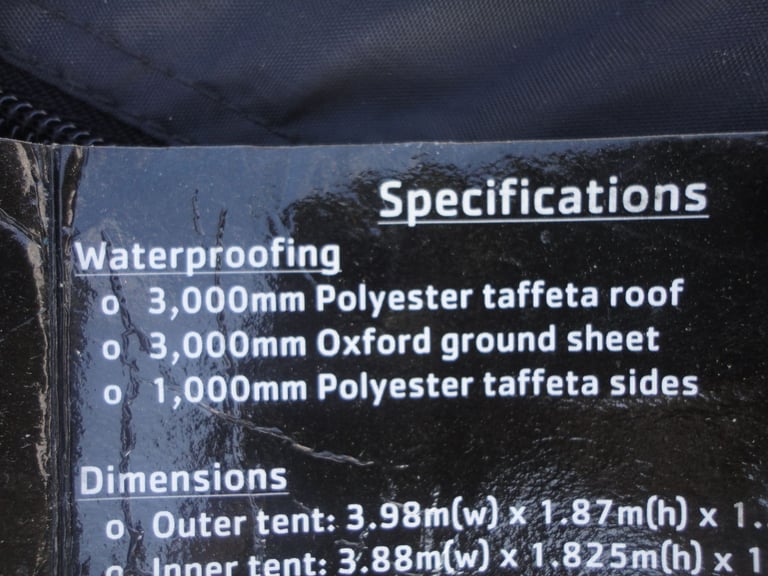 Specifications
Waterproofing
o 3,000mm Polyester taffeta roof
o 3,000mm Oxford ground sheet
o 1,000mm Polyester taffeta sides
Dimensions
o Outer tent: 3.98m(w) x 1.87m(h) x 1.
o Inner tent: 3.88m(w) x 1.825m(h) x 1